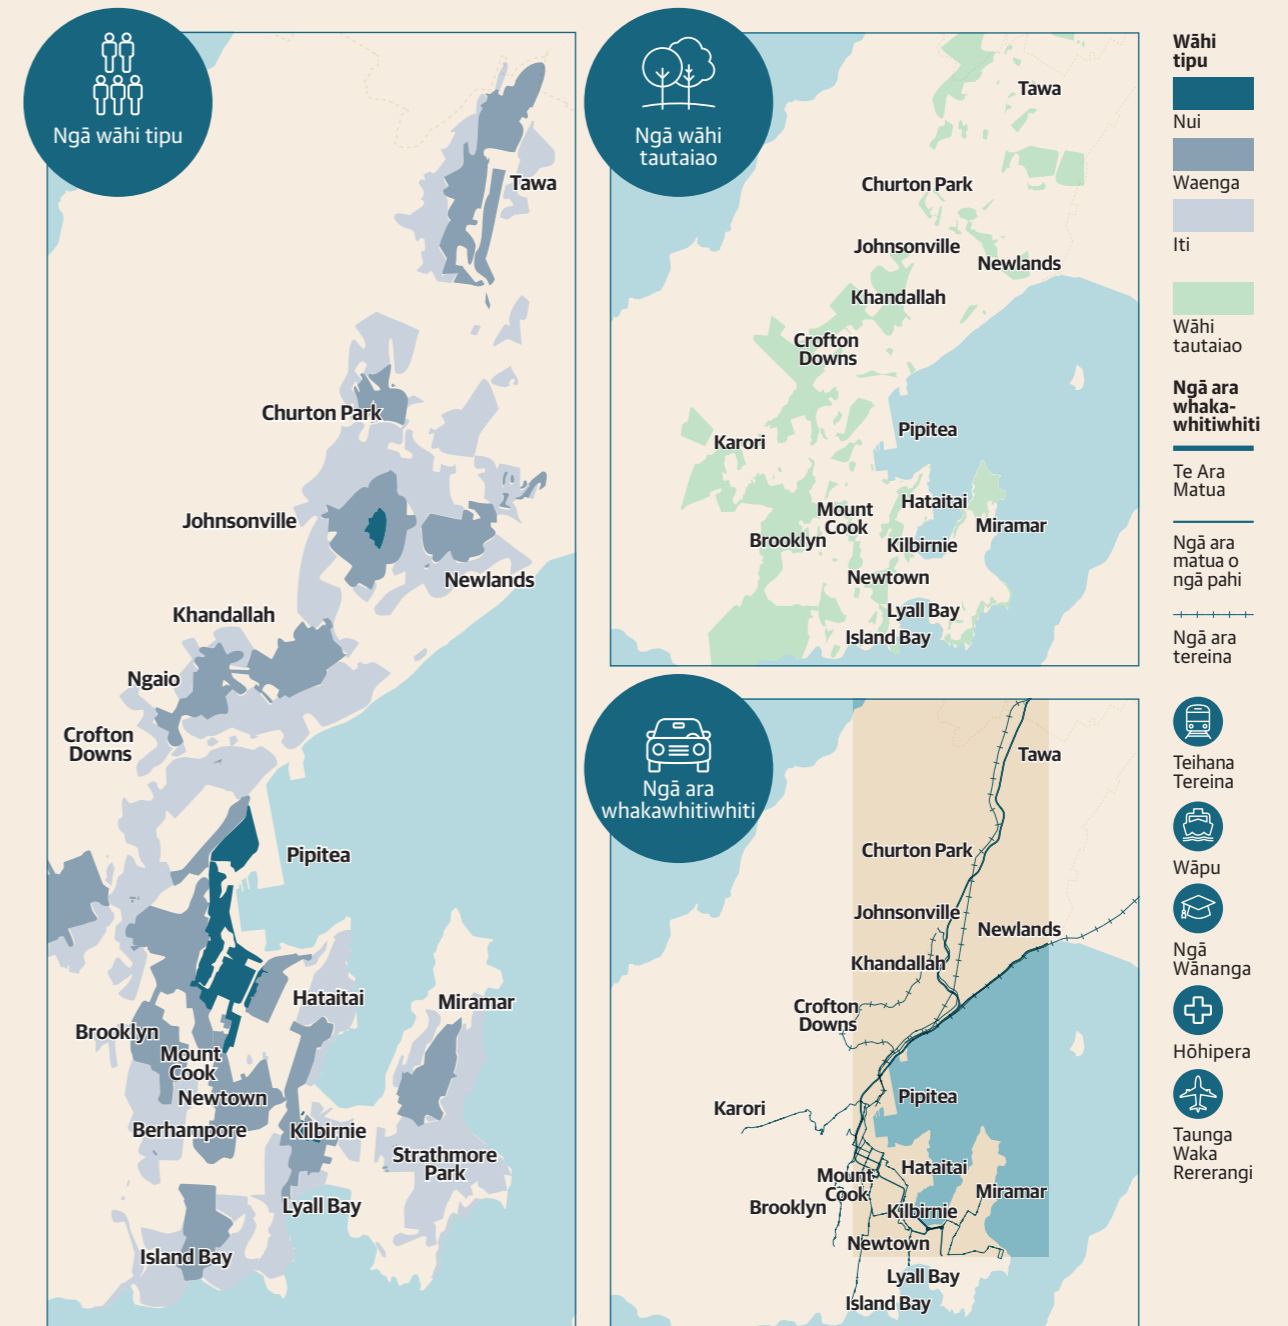 Ngā wāhi tipu
Tawa
Churton Park
Johnsonville
Newlands
Khandallah
Ngaio
Crofton
Downs
Pipitea
Hataitai
Miramar
Brooklyn
Mount
Cook
Newtown
Berhampore
Kilbirnie
Strathmore
Park
Lyall Bay
Island Bay
Ngā wāhi
tautaiao
Tawa
Churton Park
Johnsonville
Newlands
Khandallah
Crofton
Downs
Pipitea
Karori
Hataitai
Mount
Cook
Miramar
Brooklyn
Kilbirnie
Newtown
Lyall Bay
Island Bay
Ngā ara
whakawhitiwhiti
Tawa
Churton Park
Johnsonville
Newlands
Khandallah
Crofton
Downs
Pipitea
Karori
Hataitai
Mount
Cook
Miramar
Brooklyn
Kilbirnie
Newtown
Lyall Bay
Island Bay
Wāhi
tipu
Nui
Waenga
Iti
Wāhi
tautaiao
Ngā ara
whaka-
whitiwhiti
Te Ara
Matua
Ngā ara
matua o
ngā pahi
Ngā ara
tereina
Teihana
Tereina
Wāpu
Ngā
Wānanga
Hōhipera
Taunga
Waka
Rererangi